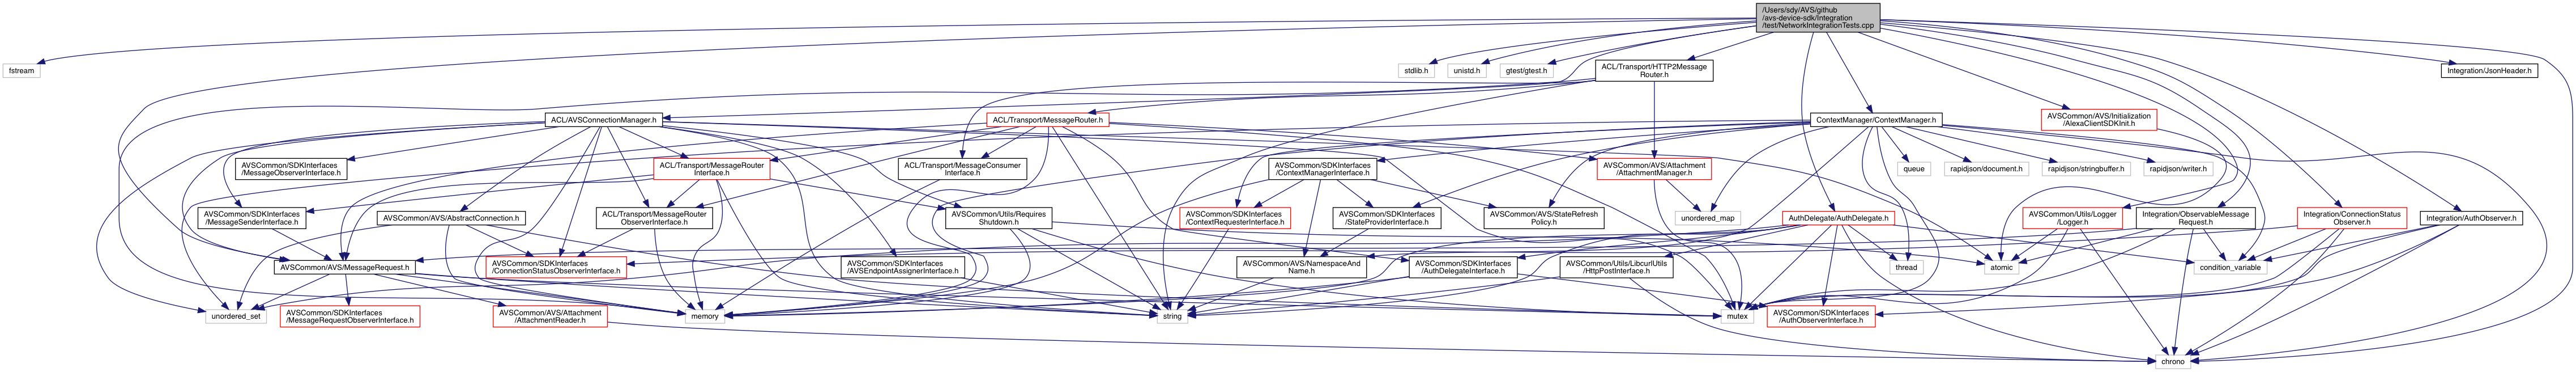 /Users/sdy/AVS/github
/avs-device-sdk/Integration
/test/NetworkIntegrationTests.cpp
fstream
stdlib.h
unistd.h
gtest/gtest.h
ACL/Transport/HTTP2Message
Router.h
Integration/JsonHeader.h
ACL/AVSConnectionManager.h
ACL/Transport/MessageRouter.h
ContextManager/ContextManager.h
AVSCommon/AVS/Initialization
/AlexaClientSDKInit.h
AVSCommon/SDKInterfaces
/MessageObserverInterface.h
ACL/Transport/MessageRouter
Interface.h
ACL/Transport/MessageConsumer
Interface.h
AVSCommon/SDKInterfaces
/ContextManagerInterface.h
AVSCommon/AVS/Attachment
/AttachmentManager.h
queue
rapidjson/document.h
rapidjson/stringbuffer.h
rapidjson/writer.h
AVSCommon/SDKInterfaces
/MessageSenderInterface.h
AVSCommon/AVS/AbstractConnection.h
ACL/Transport/MessageRouter
ObserverInterface.h
AVSCommon/Utils/Requires
Shutdown.h
AVSCommon/SDKInterfaces
/ContextRequesterInterface.h
AVSCommon/SDKInterfaces
/StateProviderInterface.h
AVSCommon/AVS/StateRefresh
Policy.h
unordered_map
AuthDelegate/AuthDelegate.h
AVSCommon/Utils/Logger
/Logger.h
Integration/ObservableMessage
Request.h
Integration/ConnectionStatus
Observer.h
Integration/AuthObserver.h
AVSCommon/AVS/MessageRequest.h
AVSCommon/SDKInterfaces
/ConnectionStatusObserverInterface.h
AVSCommon/SDKInterfaces
/AVSEndpointAssignerInterface.h
AVSCommon/AVS/NamespaceAnd
Name.h
AVSCommon/SDKInterfaces
/AuthDelegateInterface.h
AVSCommon/Utils/LibcurlUtils
/HttpPostInterface.h
thread
atomic
condition_variable
unordered_set
AVSCommon/SDKInterfaces
/MessageRequestObserverInterface.h
AVSCommon/AVS/Attachment
/AttachmentReader.h
memory
string
mutex
AVSCommon/SDKInterfaces
/AuthObserverInterface.h
chrono